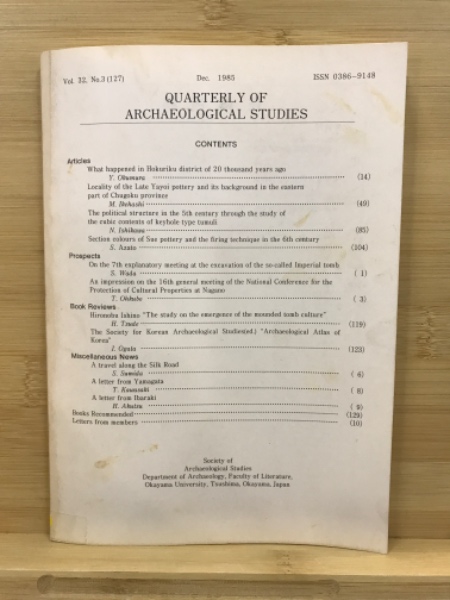 Vol. 32, No.3 (127) Dec. 1985 ISSN 0386-9148
QUARTERLY OF
ARCHAEOLOGICAL STUDIES
CONTENTS
Articles
What happened in Hokuriku district of 20 thousand years ago
Y. Okumura (14)
Locality of the Late Yayoi pottery and its background in the eastern
part of Chugoku province
M. Ikehashi (49)
The political structure in the 5th century through the study of
the cubic contents of keyhole type tumuli
N. Ishikawa (85)
Section colours of Sue pottery and the firing technique in the 6th century
S. Azato (104)
Prospects
On the 7th explanatory meeting at the excavation of the so-called Imperial tomb
S. Wada (1)
An impression on the 16th general meeting of the National Conference for the
Protection of Cultural Properties at Nagano
T. Ohkubo (3)
Book Reviews
Hironobu Ishino "The study on the emergence of the mounded tomb culture"
H. Tsude (119)
The Society for Korean Archaeological Studies(ed.) "Archaeological Atlas of
Korea"
I. Ogata (123)
Miscellaneous News
A travel along the Silk Road
S. Sumida (6)
A letter from Yamagata
T. (8)
A letter from Ibaraki
H. (9)
Books Recommended (129)
Letters from members (10)
Society of
Archaeological Studies
Department of Archaeology, Faculty of Literature,
Okayama University, Tsushima, Okayama, Japan